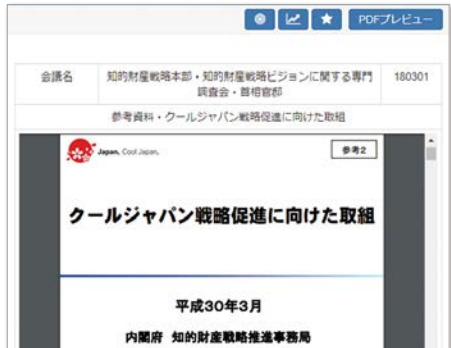 PDFプレビュー
会議名
知的財産戦略本部・知的財産戦略ビジョンに関する専門
調査会・首相官邸
180301
参考資料・クールジャパン戦略促進に向けた取組
Japan. Cool Japan.
参考2
クールジャパン戦略促進に向けた取組
平成30年3月
内閣府 知的財産戦略推進事務局